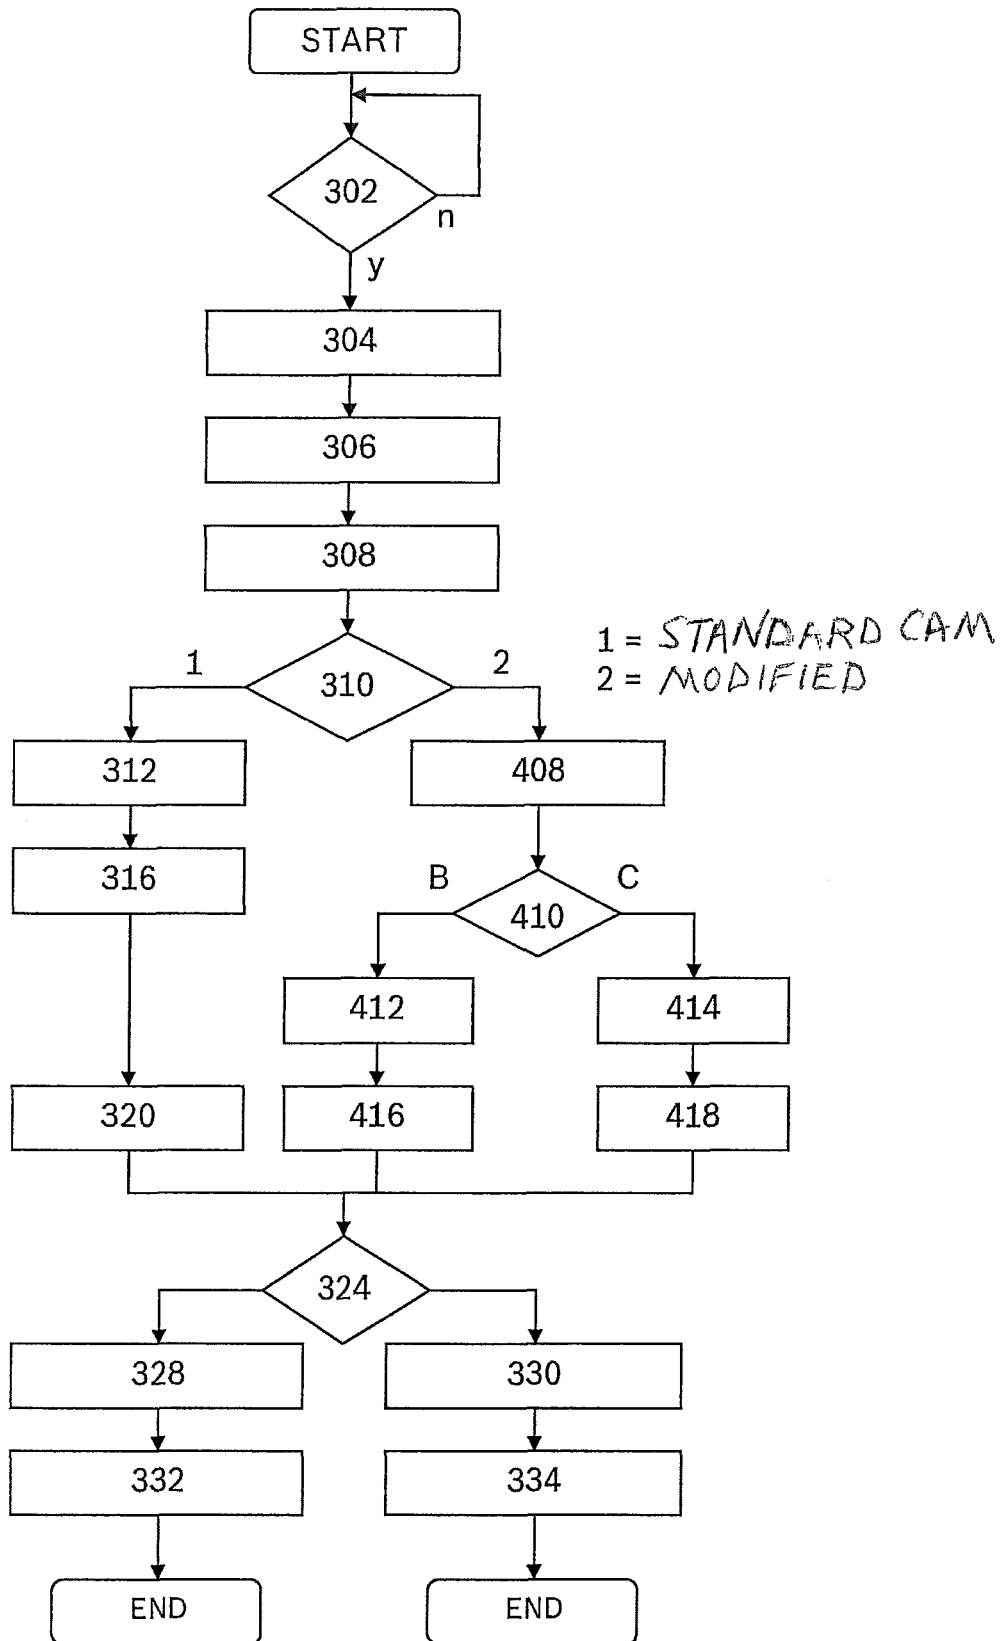 START
302
n
y
304
306
308
1 = STANDARD CAM
2 = MODIFIED
1
310
2
312
408
316
B
410
C
412
414
320
416
418
324
328
330
332
334
END
END